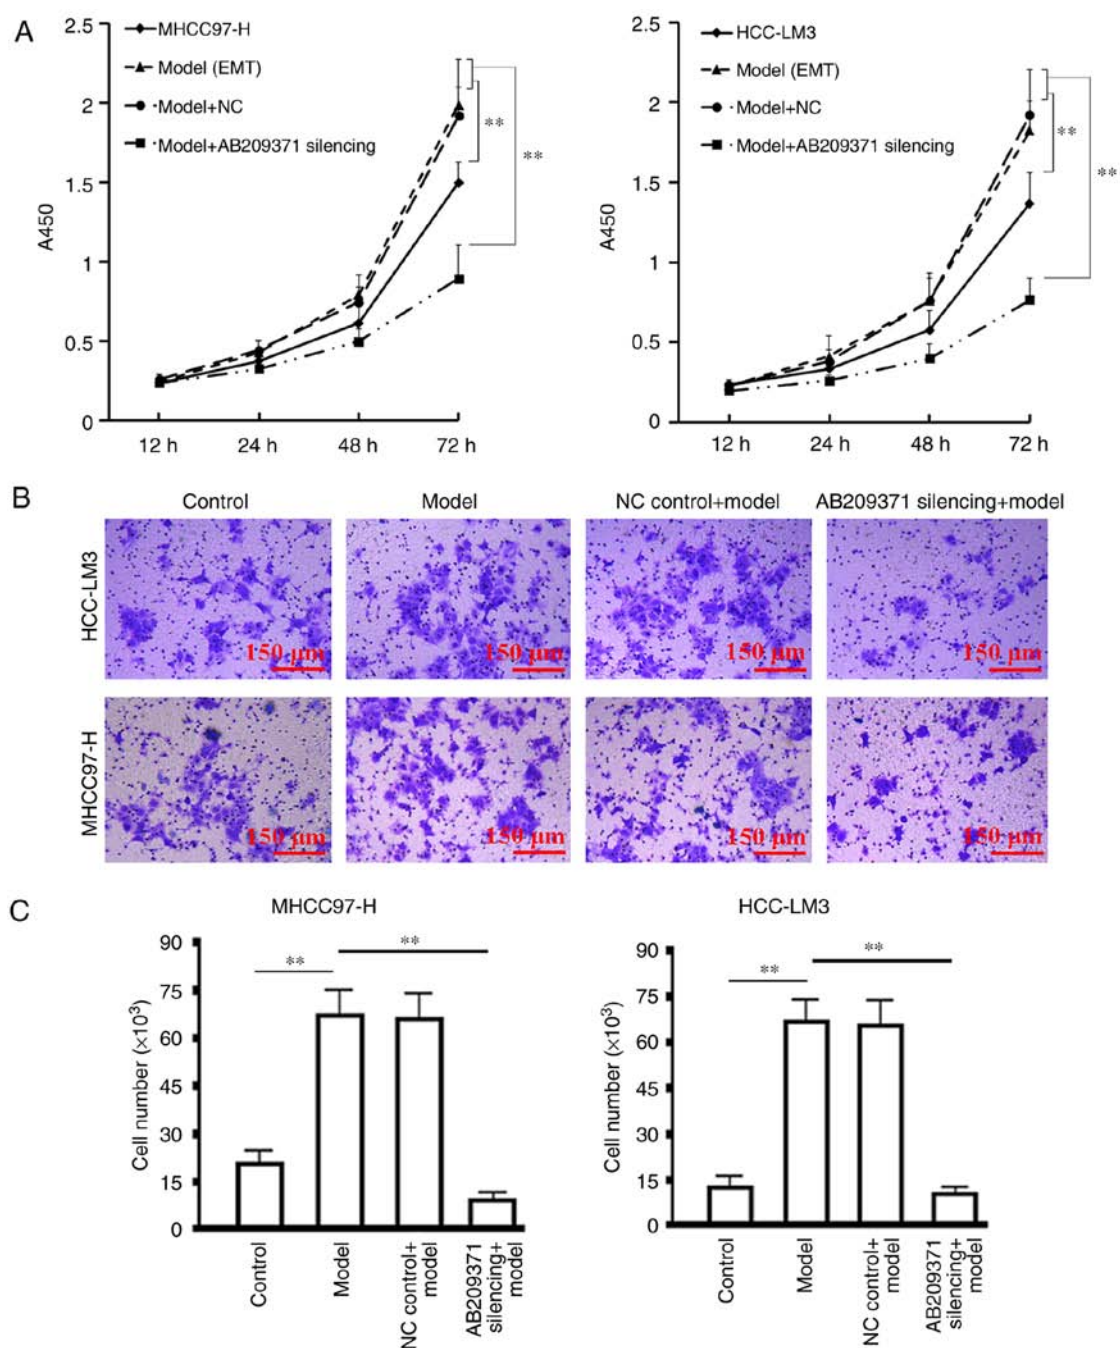 A
2.5
2
1.5
1
0.5
0
A450
MHCC97-H
Model (EMT)
Model+NC
Model+AB209371 silencing
**
**
12 h 24 h 48 h 72 h
2.5
2
1.5
1
0.5
0
A450
HCC-LM3
Model (EMT)
Model+NC
Model+AB209371 silencing
**
**
12 h 24 h 48 h 72 h
B
Control Model NC control+model AB209371 silencing+model
HCC-LM3
150 µm 150 µm 150 µm 150 µm
MHCC97-H
150 µm 150 µm 150 µm 150 µm
C
MHCC97-H
90
75
60
45
30
15
0
Cell number (×10³)
**
**
Control
Model
NC control+
model
AB209371
silencing+
model
HCC-LM3
90
75
60
45
30
15
0
Cell number (×10³)
**
**
Control
Model
NC control+
model
AB209371
silencing+
model